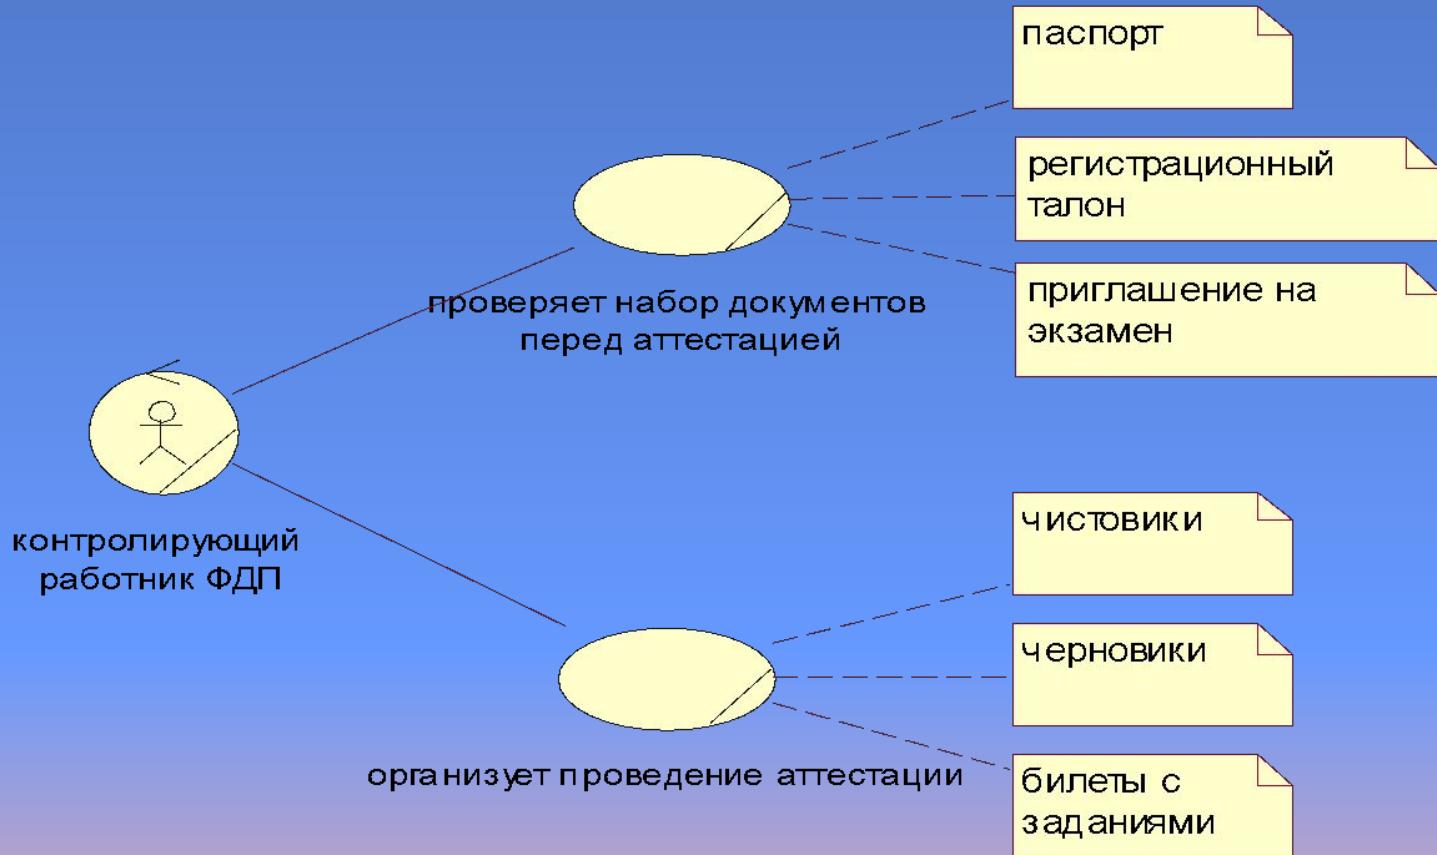 паспорт
регистрационный
талон
приглашение на
экзамен
проверяет набор документов
перед аттестацией
контролирующий
работник ФДП
чистовики
черновики
билеты с
заданиями
организует проведение аттестации